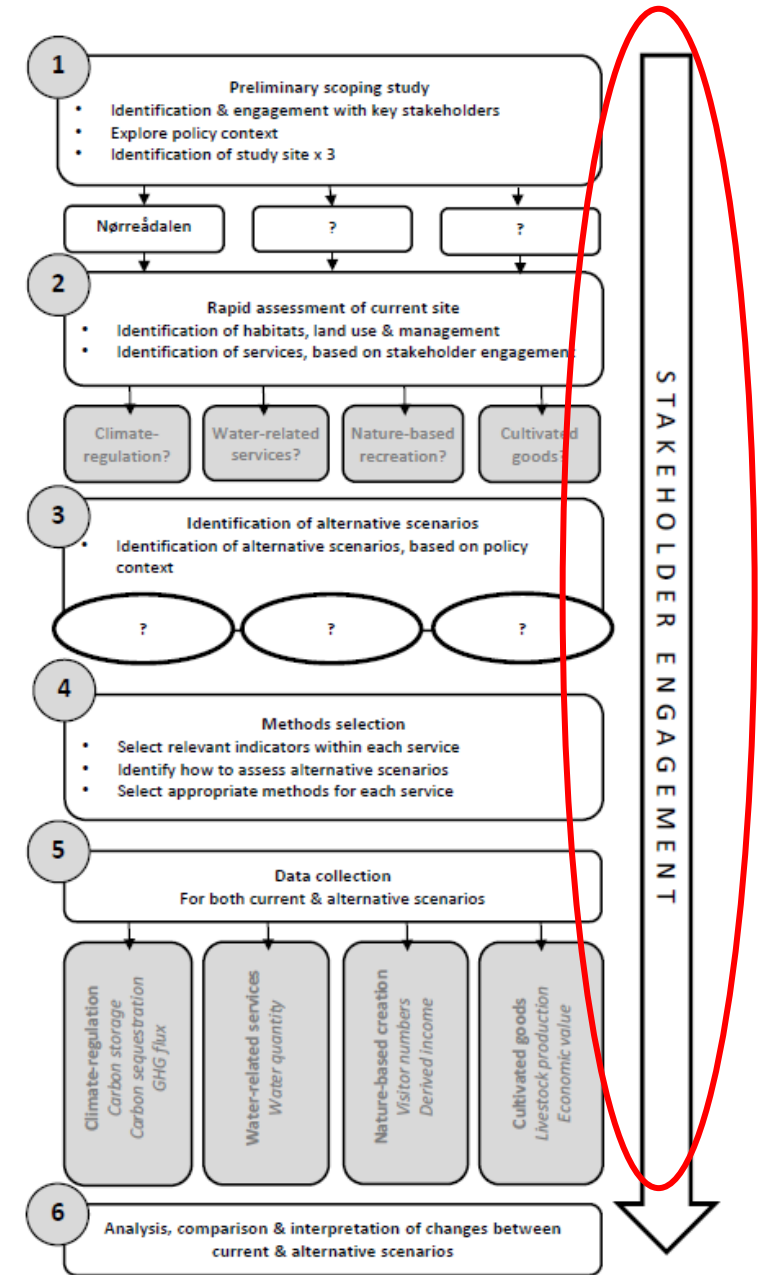 1
Preliminary scoping study
• Identification & engagement with key stakeholders
• Explore policy context
• Identification of study site x 3
Nørreådalen
?
?
2
Rapid assessment of current site
• Identification of habitats, land use & management
• Identification of services, based on stakeholder engagement
Climate-
regulation?
Water-related
services?
Nature-based
recreation?
Cultivated
goods?
3
Identification of alternative scenarios
• Identification of alternative scenarios, based on policy
context
?
?
?
4
Methods selection
• Select relevant indicators within each service
• Identify how to assess alternative scenarios
• Select appropriate methods for each service
5
Data collection
For both current & alternative scenarios
Climate-regulation
Carbon storage
Carbon sequestration
GHG flux
Water-related services
Water quantity
Nature-based creation
Visitor numbers
Derived income
Cultivated goods
Livestock production
Economic value
6
Analysis, comparison & interpretation of changes between
current & alternative scenarios
STAKEHOLDER ENGAGEMENT